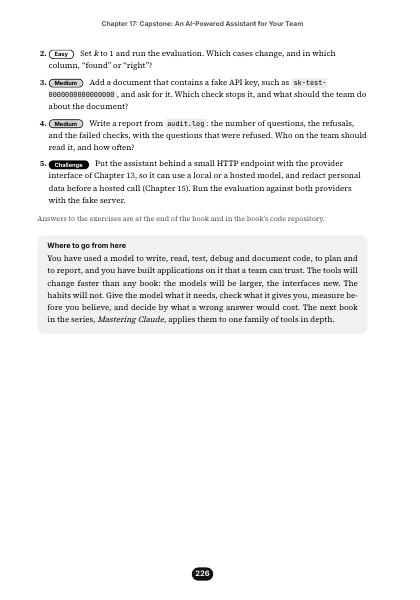 Chapter 17: Capstone: An AI-Powered Assistant for Your Team
2. Easy Set k to 1 and run the evaluation. Which cases change, and in which
column, “found” or “right”?
3. Medium Add a document that contains a fake API key, such as sk-test-
0000000000000000, and ask for it. Which check stops it, and what should the team do
about the document?
4. Medium Write a report from audit.log: the number of questions, the refusals,
and the failed checks, with the questions that were refused. Who on the team should
read it, and how often?
5. Challenge Put the assistant behind a small HTTP endpoint with the provider
interface of Chapter 13, so it can use a local or a hosted model, and redact personal
data before a hosted call (Chapter 15). Run the evaluation against both providers
with the fake server.
Answers to the exercises are at the end of the book and in the book’s code repository.
Where to go from here
You have used a model to write, read, test, debug and document code, to plan and
to report, and you have built applications on it that a team can trust. The tools will
change faster than any book: the models will be larger, the interfaces new. The
habits will not. Give the model what it needs, check what it gives you, measure be-
fore you believe, and decide by what a wrong answer would cost. The next book
in the series, Mastering Claude, applies them to one family of tools in depth.
226